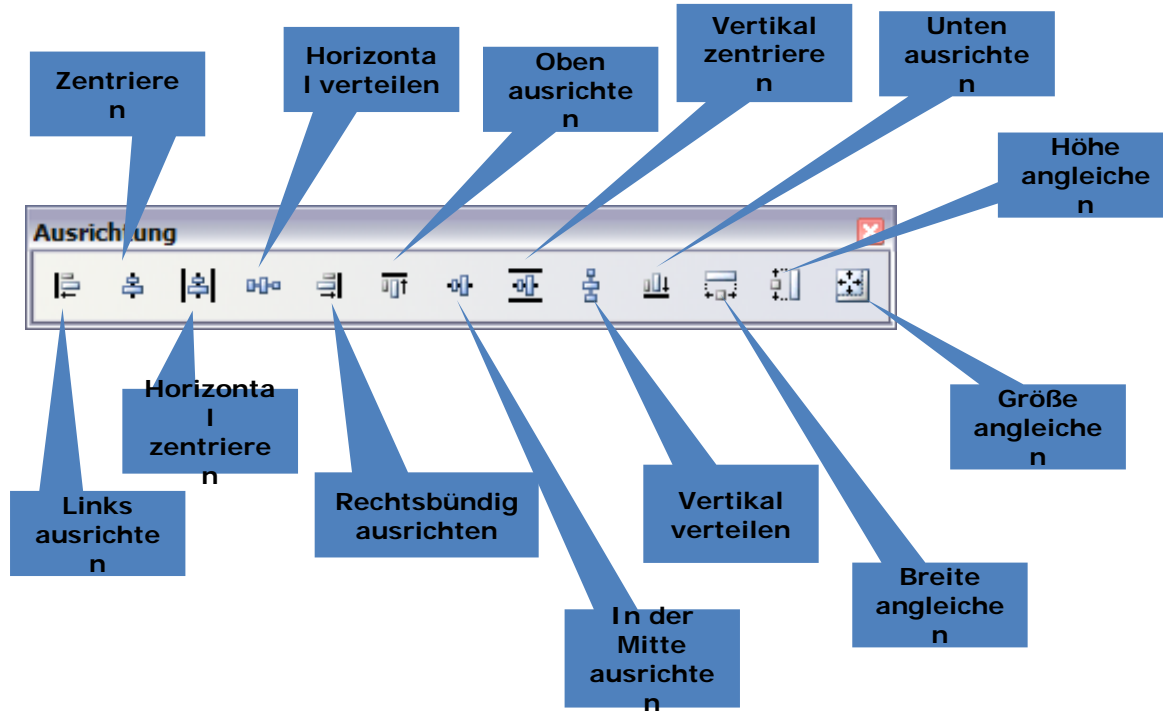 Zentriere
n
Horizonta
l verteilen
Oben
ausrichte
n
Vertikal
zentriere
n
Unten
ausrichte
n
Höhe
angleiche
n
Ausrichtung
Links
ausrichte
n
Horizonta
l
zentriere
n
Rechtsbündig
ausrichten
In der
Mitte
ausrichte
n
Vertikal
verteilen
Breite
angleiche
n
Größe
angleiche
n